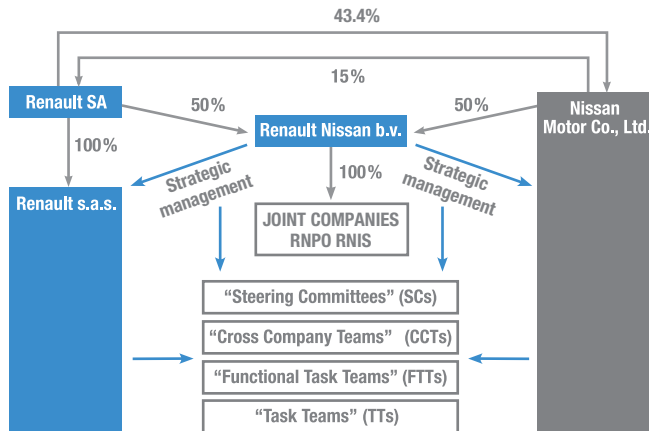 43.4%
15%
Renault SA
50%
50%
Nissan
Motor Co., Ltd.
Renault Nissan b.v.
100%
100%
Strategic
management
Strategic
management
Renault s.a.s.
JOINT COMPANIES
RNPO RNIS
“Steering Committees” (SCs)
“Cross Company Teams” (CCTs)
“Functional Task Teams” (FTTs)
“Task Teams” (TTs)